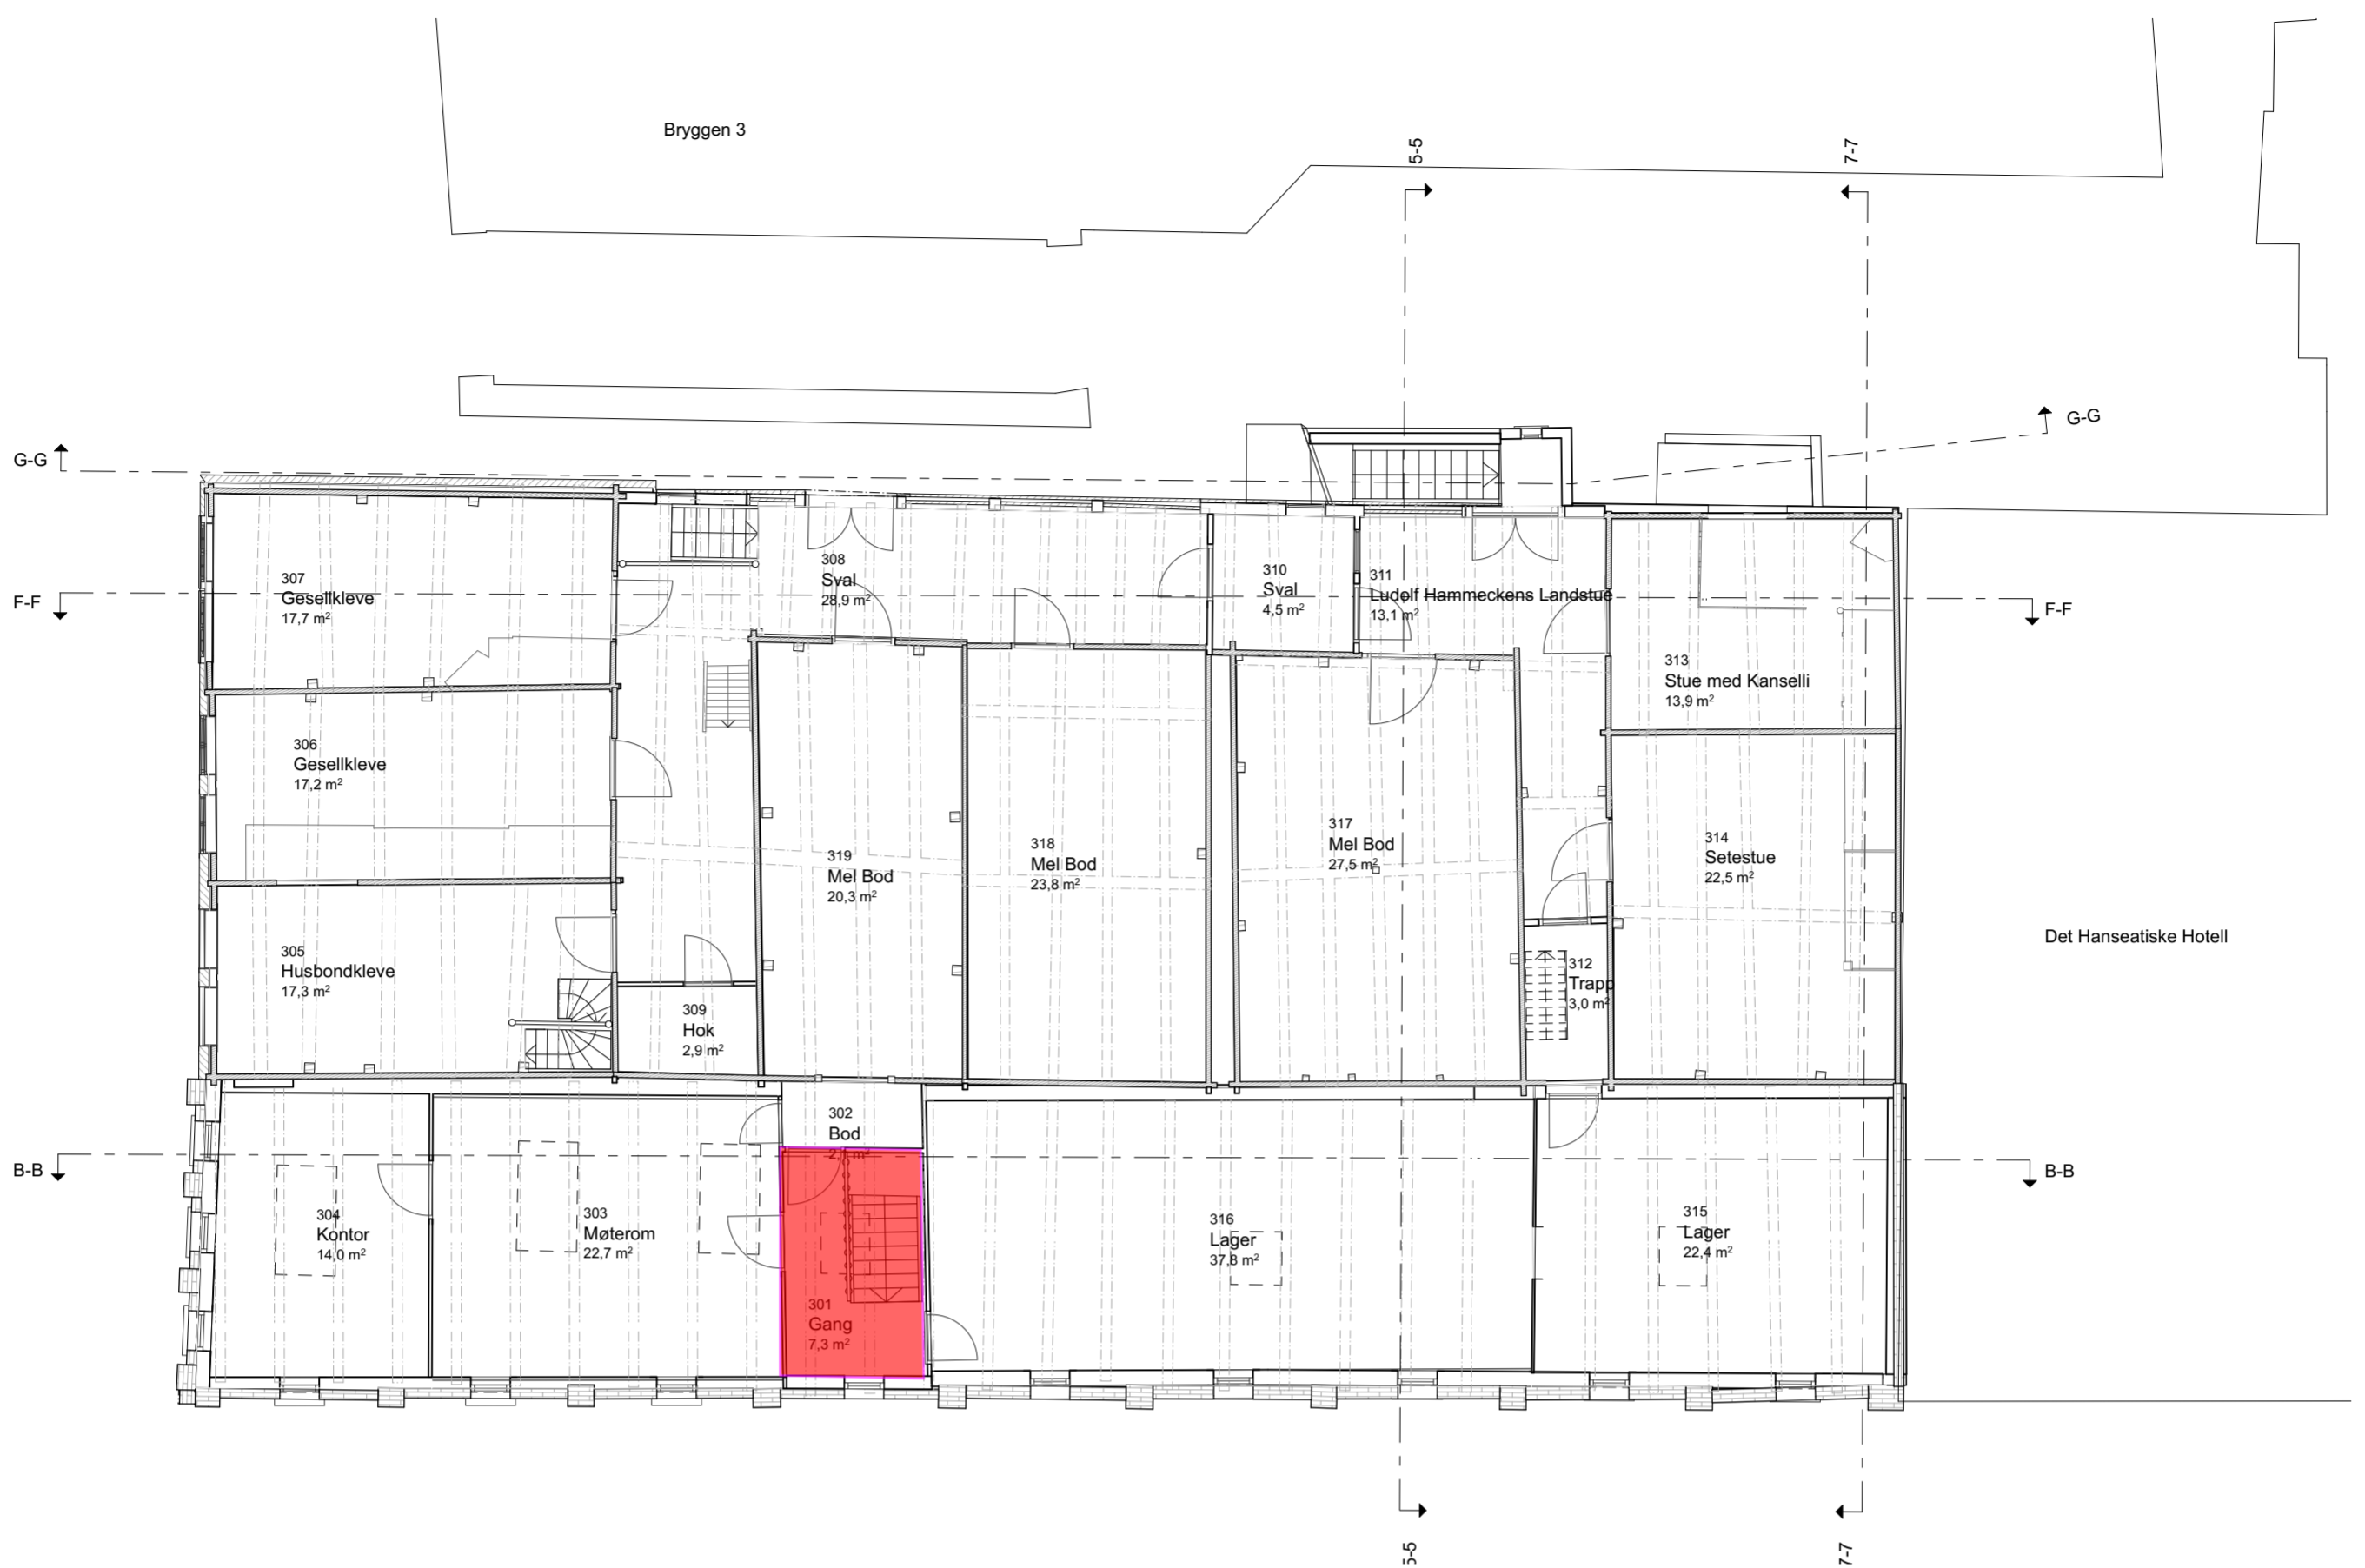 Bryggen 3
5-5
7-7
G-G
G-G
307
Gesellkleve
17,7 m²
308
Sval
28,9 m²
310
Sval
4,5 m²
311
Ludolf Hammeckens Landstue
13,1 m²
F-F
F-F
313
Stue med Kanselli
13,9 m²
306
Gesellkleve
17,2 m²
319
Mel Bod
20,3 m²
318
Mel Bod
23,8 m²
317
Mel Bod
27,5 m²
314
Setestue
22,5 m²
Det Hanseatiske Hotell
305
Husbondkleve
17,3 m²
309
Hok
2,9 m²
312
Trapp
3,0 m²
302
Bod
B-B
B-B
304
Kontor
14,0 m²
303
Møterom
22,7 m²
301
Gang
7,3 m²
316
Lager
37,8 m²
315
Lager
22,4 m²
5-5
7-7